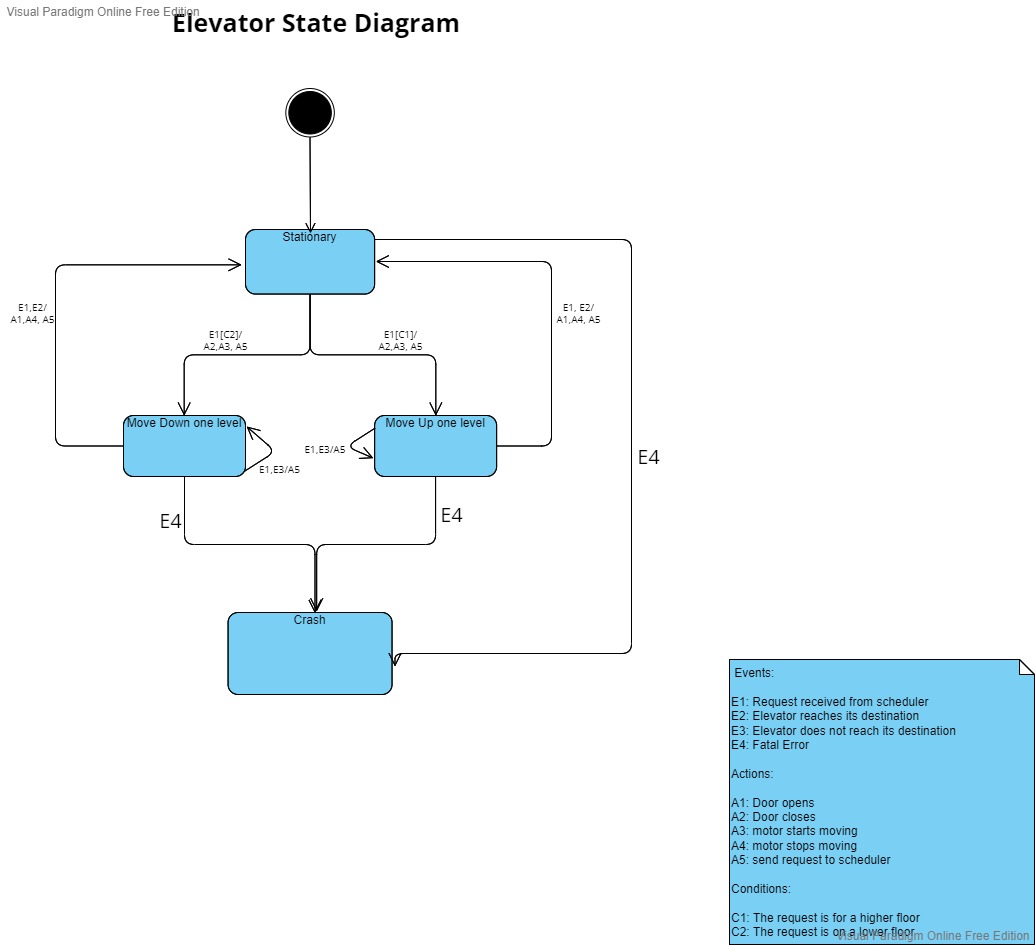 Visual Paradigm Online Free Edition
Elevator State Diagram
Stationary
E1,E2/
A1,A4, A5
E1, E2/
A1,A4, A5
E1[C2]/
A2,A3, A5
E1[C1]/
A2,A3, A5
Move Down one level
Move Up one level
E1,E3/A5
E1,E3/A5
E4
E4
E4
Crash
Events:
E1: Request received from scheduler
E2: Elevator reaches its destination
E3: Elevator does not reach its destination
E4: Fatal Error
Actions:
A1: Door opens
A2: Door closes
A3: motor starts moving
A4: motor stops moving
A5: send request to scheduler
Conditions:
C1: The request is for a higher floor
C2: The request is on a lower floor
Visual Paradigm Online Free Edition